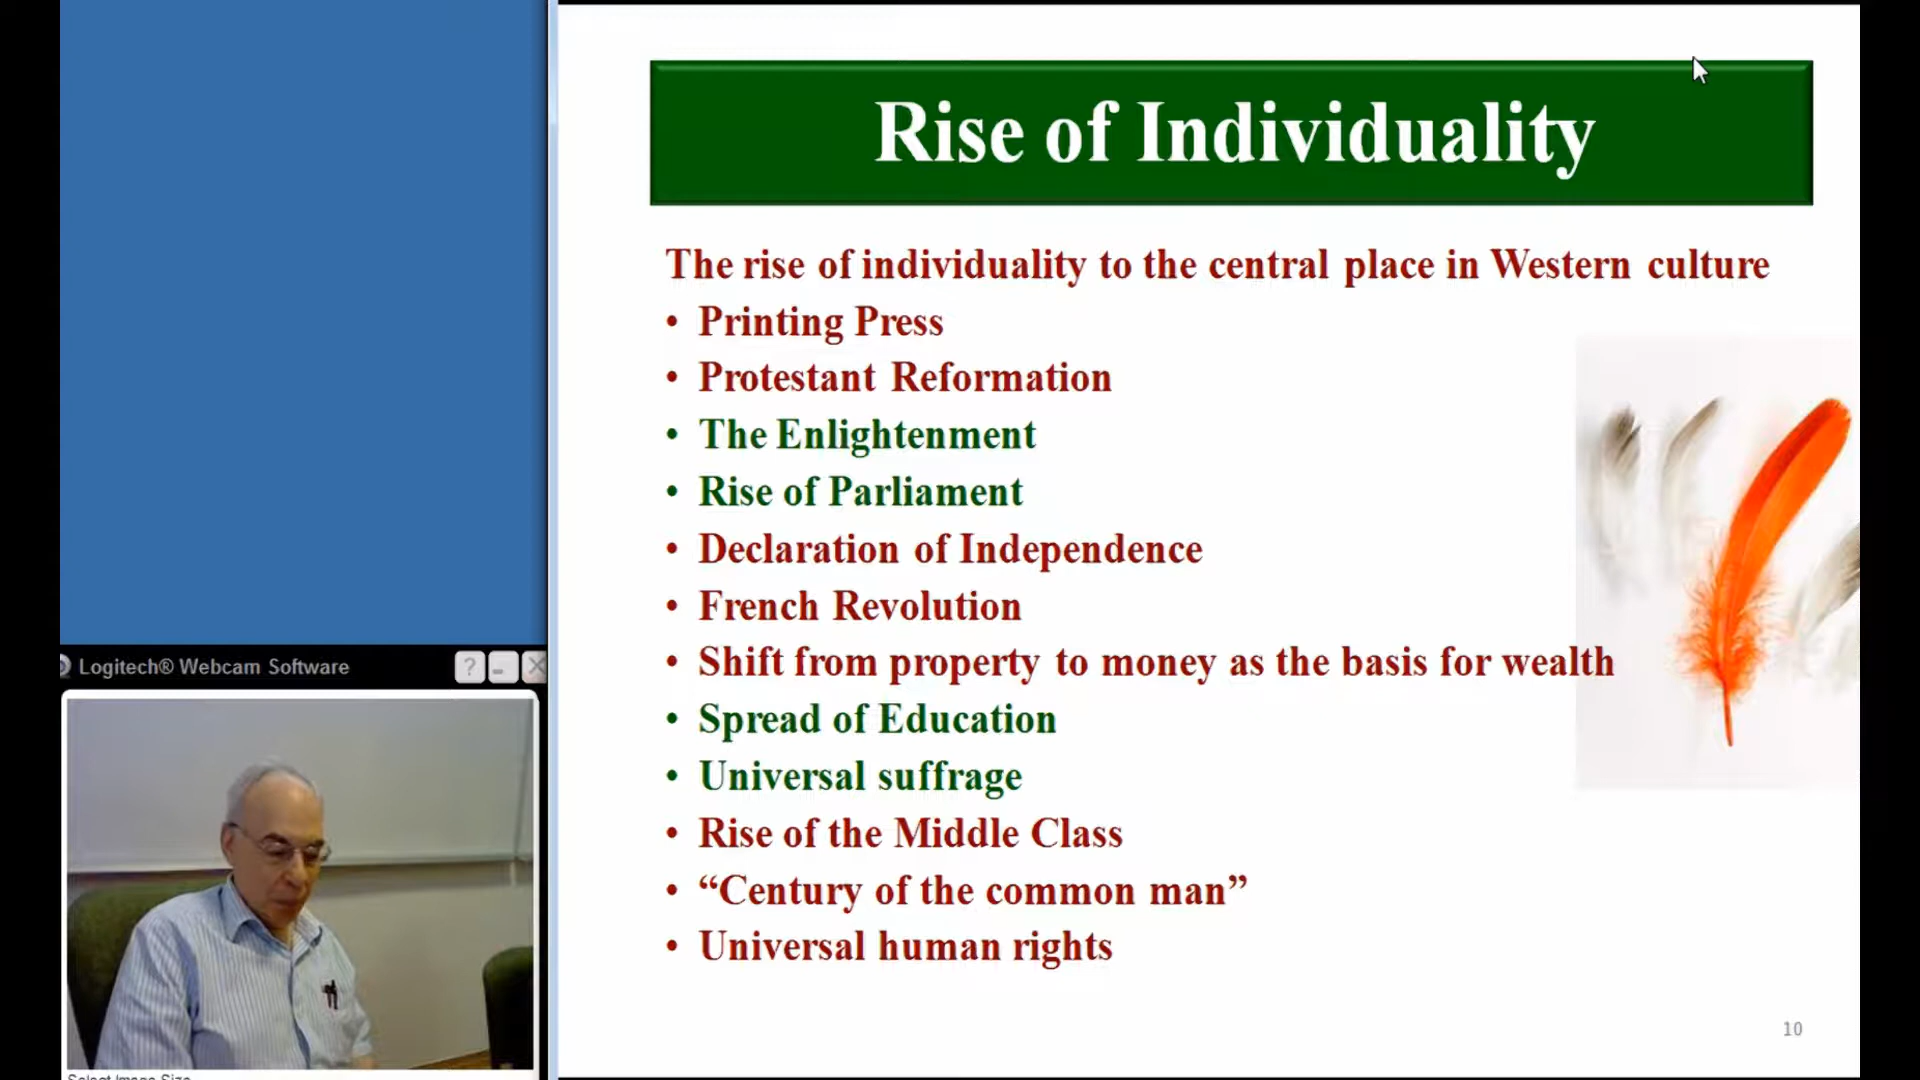 Rise of Individuality
The rise of individuality to the central place in Western culture
• Printing Press
• Protestant Reformation
• The Enlightenment
• Rise of Parliament
• Declaration of Independence
• French Revolution
• Shift from property to money as the basis for wealth
• Spread of Education
• Universal suffrage
• Rise of the Middle Class
• “Century of the common man”
• Universal human rights
10
Logitech® Webcam Software
Select Image Size